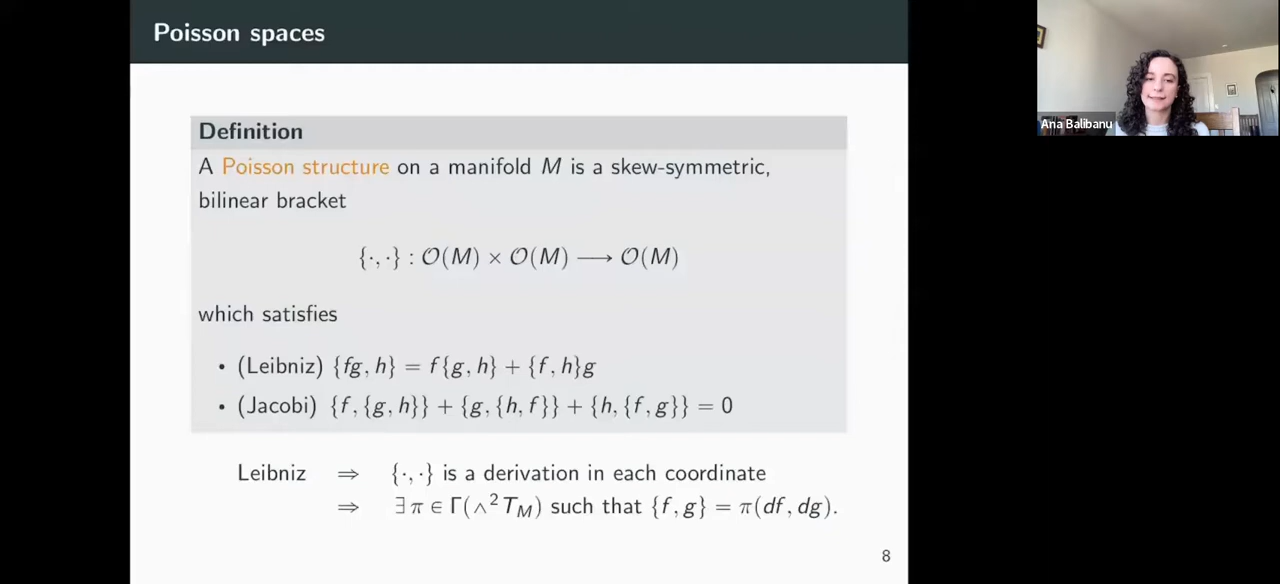 Poisson spaces
Definition
A Poisson structure on a manifold M is a skew-symmetric,
bilinear bracket
{·, ·} : 𝒪(M) × 𝒪(M) ⟶ 𝒪(M)
which satisfies
• (Leibniz) {fg, h} = f{g, h} + {f, h}g
• (Jacobi) {f, {g, h}} + {g, {h, f}} + {h, {f, g}} = 0
Leibniz ⇒ {·, ·} is a derivation in each coordinate
⇒ ∃ π ∈ Γ(∧²T_M) such that {f, g} = π(df, dg).
8
Ana Balibanu